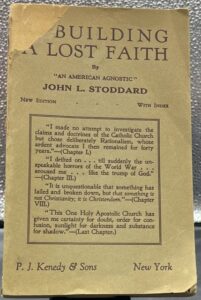 BUILDING
A LOST FAITH
By
"AN AMERICAN AGNOSTIC"
JOHN L. STODDARD
NEW EDITION WITH INDEX
"I made no attempt to investigate the
claims and doctrines of the Catholic Church
but chose deliberately Rationalism, whose
ardent advocate I then remained for forty
years."—(Chapter I.)
"I drifted on . . . till suddenly the un-
speakable horrors of the World War . . .
around me . . . like the trump of God."
—(Chapter III.)
"It is unquestionable that something has
failed and broken down, but that something is
not Christianity; it is Christendom."—(Chapter
VIII.)
"This One Holy Apostolic Church has
given me certainty for doubt, order for con-
fusion, sunlight for darkness and substance
for shadow."—(Last Chapter.)
P. J. Kenedy & Sons New York